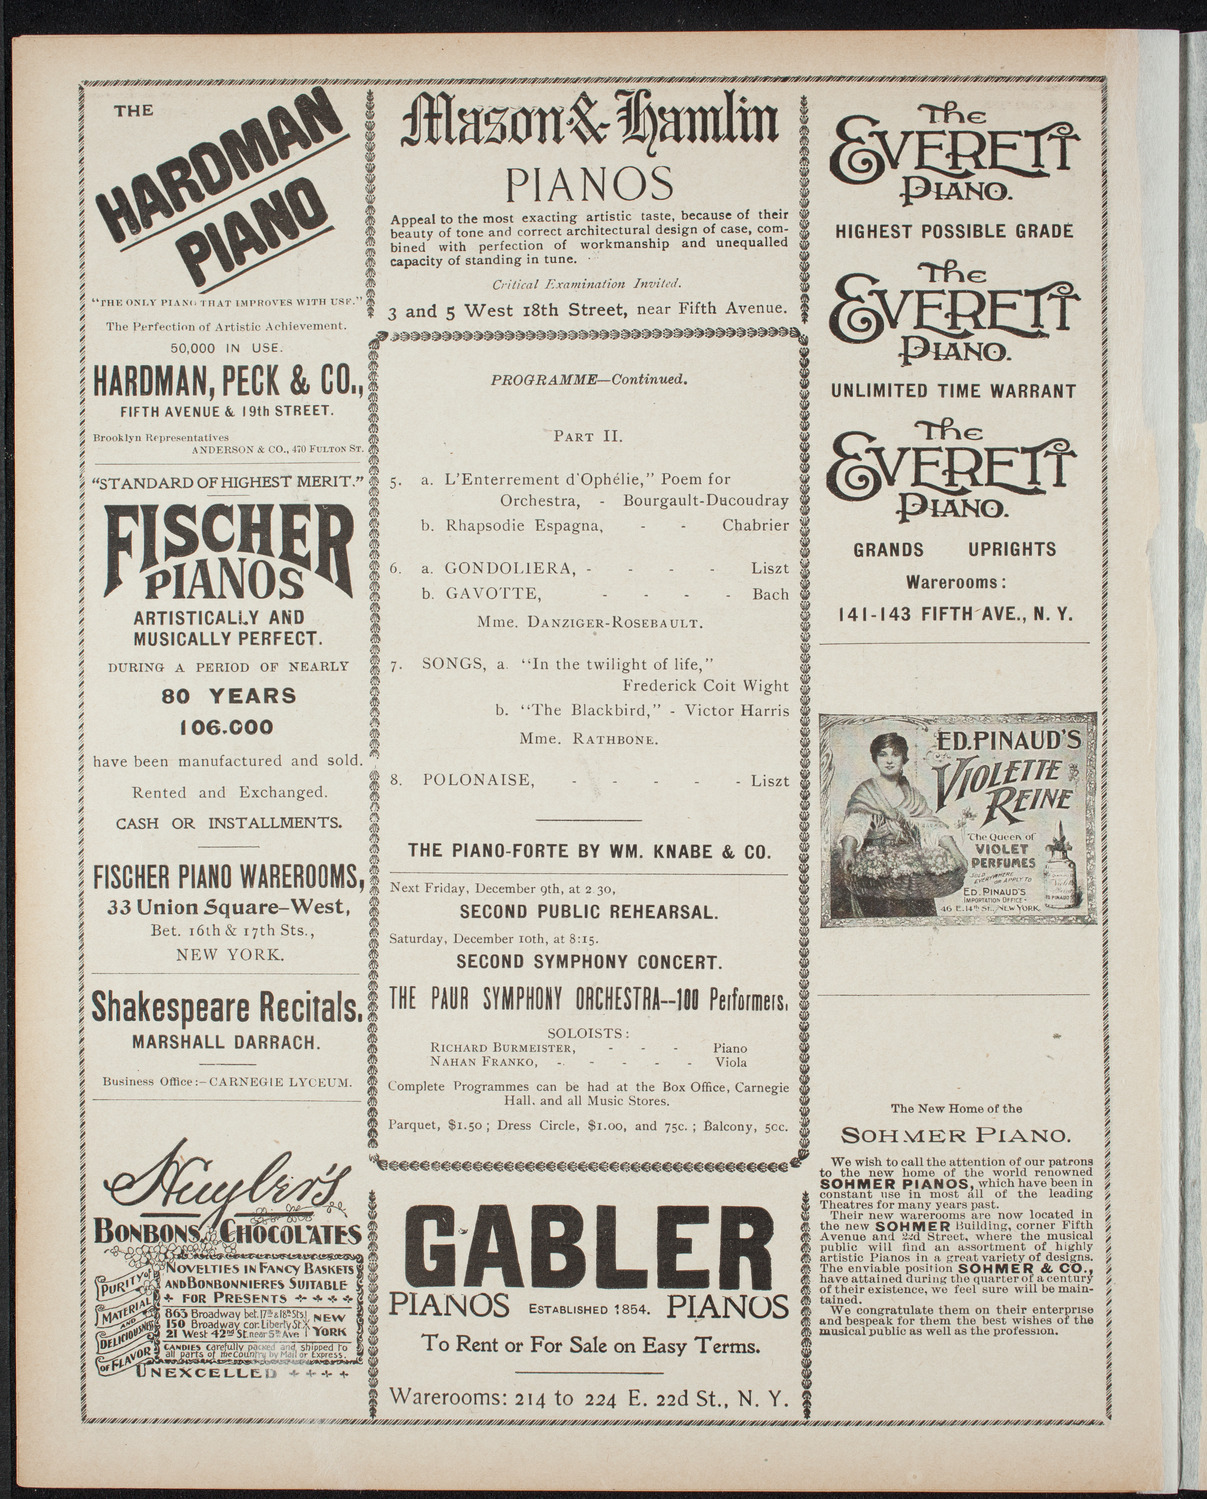 THE
HARDMAN
PIANO
"THE ONLY PIANO THAT IMPROVES WITH USE."
The Perfection of Artistic Achievement.
50,000 IN USE.
HARDMAN, PECK & CO.,
FIFTH AVENUE & 19th STREET.
Brooklyn Representatives
ANDERSON & CO., 470 FULTON ST.
"STANDARD OF HIGHEST MERIT."
FISCHER
PIANOS
ARTISTICALLY AND
MUSICALLY PERFECT.
DURING A PERIOD OF NEARLY
80 YEARS
106.000
have been manufactured and sold.
Rented and Exchanged.
CASH OR INSTALLMENTS.
FISCHER PIANO WAREROOMS,
33 Union Square-West,
Bet. 16th & 17th Sts.,
NEW YORK.
Shakespeare Recitals,
MARSHALL DARRACH.
Business Office:—CARNEGIE LYCEUM.
Huyler's
BONBONS, CHOCOLATES
NOVELTIES IN FANCY BASKETS
AND BONBONNIERES SUITABLE
FOR PRESENTS
PURITY of
MATERIAL
AND
DELICIOUSNESS
of FLAVOR
863 Broadway bet. 17th & 18th Sts.
150 Broadway cor. Liberty St.
21 West 42nd St. near 5th Ave
NEW
YORK
CANDIES carefully packed and shipped to
all parts of the Country by Mail or Express.
UNEXCELLED
Mason & Hamlin
PIANOS
Appeal to the most exacting artistic taste, because of their
beauty of tone and correct architectural design of case, com-
bined with perfection of workmanship and unequalled
capacity of standing in tune.
Critical Examination Invited.
3 and 5 West 18th Street, near Fifth Avenue.
PROGRAMME—Continued.
PART II.
5. a. L'Enterrement d'Ophélie," Poem for
Orchestra, - Bourgault-Ducoudray
b. Rhapsodie Espagna, - - Chabrier
6. a. GONDOLIERA, - - - - Liszt
b. GAVOTTE, - - - - Bach
Mme. DANZIGER-ROSEBAULT.
7. SONGS, a. "In the twilight of life,"
Frederick Coit Wight
b. "The Blackbird," - Victor Harris
Mme. RATHBONE.
8. POLONAISE, - - - - - Liszt
THE PIANO-FORTE BY WM. KNABE & CO.
Next Friday, December 9th, at 2 30,
SECOND PUBLIC REHEARSAL.
Saturday, December 10th, at 8:15.
SECOND SYMPHONY CONCERT.
THE PAUR SYMPHONY ORCHESTRA--100 Performers,
SOLOISTS:
RICHARD BURMEISTER, - - - Piano
NAHAN FRANKO, - - - - - Viola
Complete Programmes can be had at the Box Office, Carnegie
Hall. and all Music Stores.
Parquet, $1.50; Dress Circle, $1.00, and 75c.; Balcony, 5cc.
GABLER
PIANOS ESTABLISHED 1854. PIANOS
To Rent or For Sale on Easy Terms.
Warerooms: 214 to 224 E. 22d St., N. Y.
The
EVERETT
PIANO.
HIGHEST POSSIBLE GRADE
The
EVERETT
PIANO.
UNLIMITED TIME WARRANT
The
EVERETT
PIANO.
GRANDS UPRIGHTS
Warerooms:
141-143 FIFTH AVE., N. Y.
ED. PINAUD'S
VIOLETTE
REINE
The Queen of
VIOLET
PERFUMES
SOLD
EVERYWHERE
OR APPLY TO
ED. PINAUD'S
IMPORTATION OFFICE
46 E. 14th ST., NEW YORK.
The New Home of the
SOHMER PIANO.
We wish to call the attention of our patrons
to the new home of the world renowned
SOHMER PIANOS, which have been in
constant use in most all of the leading
Theatres for many years past.
Their new warerooms are now located in
the new SOHMER Building, corner Fifth
Avenue and 22d Street, where the musical
public will find an assortment of highly
artistic Pianos in a great variety of designs.
The enviable position SOHMER & CO.,
have attained during the quarter of a century
of their existence, we feel sure will be main-
tained.
We congratulate them on their enterprise
and bespeak for them the best wishes of the
musical public as well as the profession.